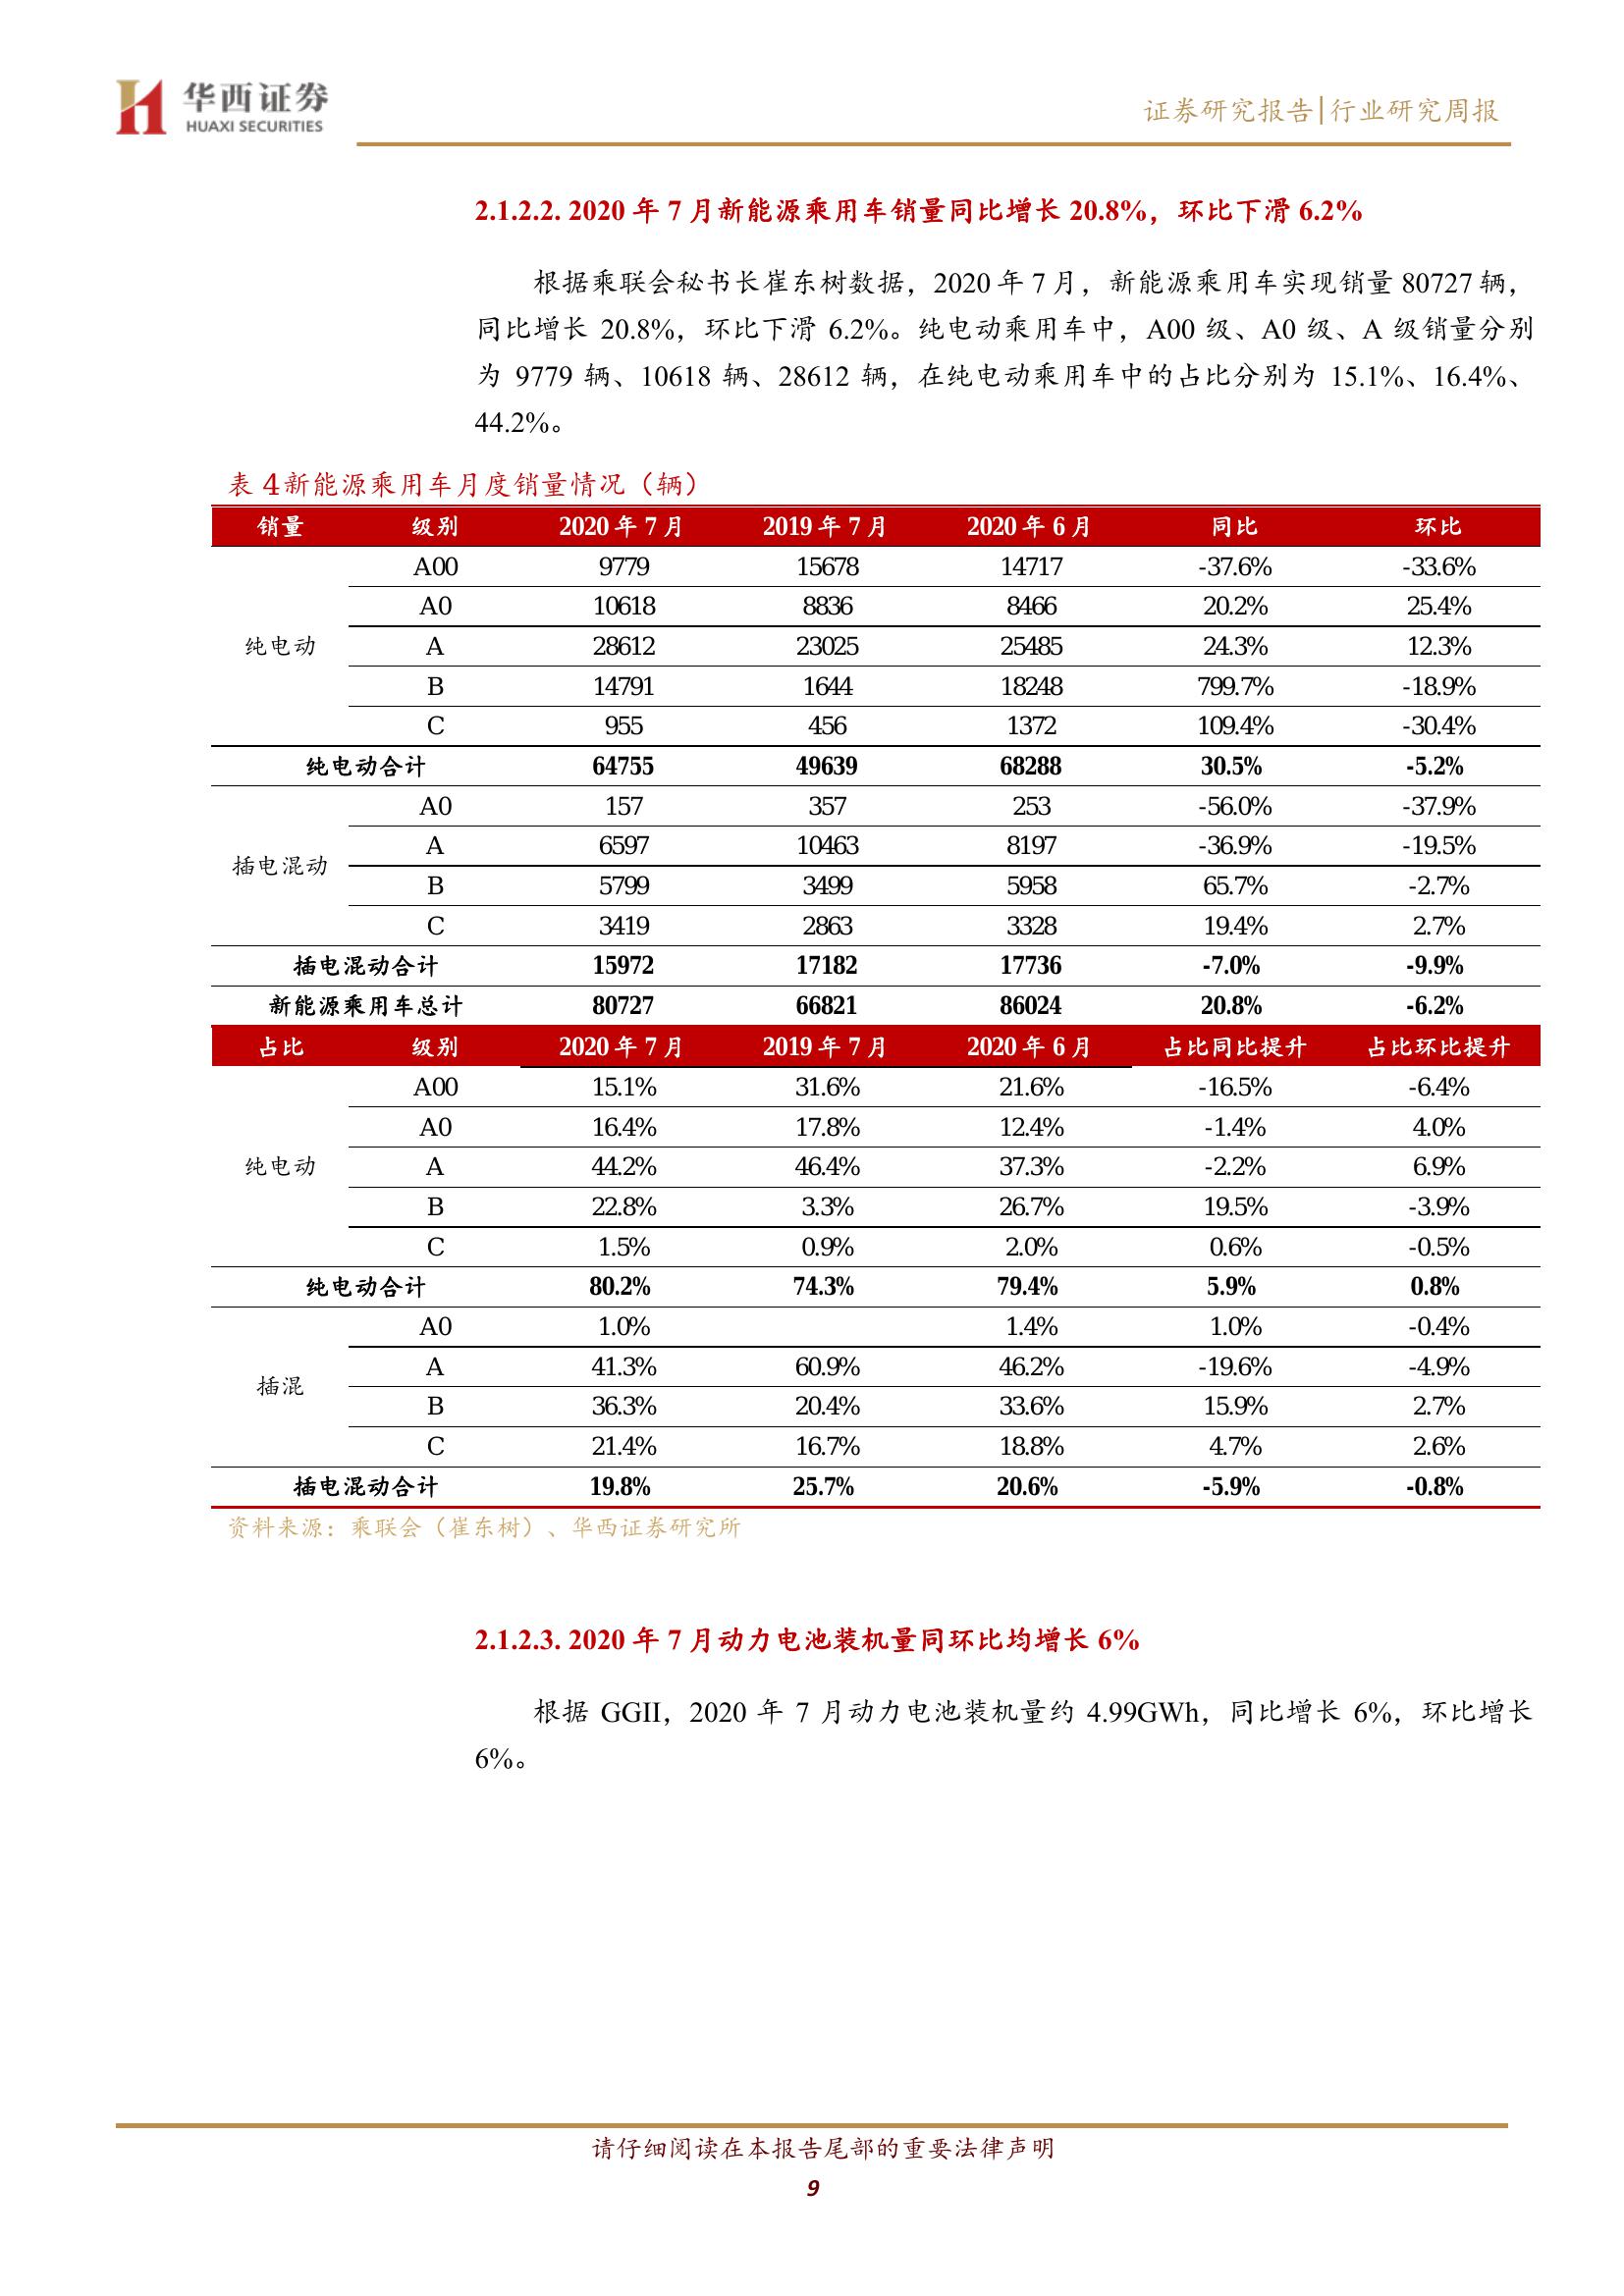 华西证券
HUAXI SECURITIES
证券研究报告|行业研究周报
2.1.2.2. 2020 年 7 月新能源乘用车销量同比增长 20.8%，环比下滑 6.2%
根据乘联会秘书长崔东树数据，2020 年 7 月，新能源乘用车实现销量 80727 辆，
同比增长 20.8%，环比下滑 6.2%。纯电动乘用车中，A00 级、A0 级、A 级销量分别
为 9779 辆、10618 辆、28612 辆，在纯电动乘用车中的占比分别为 15.1%、16.4%、
44.2%。
表 4新能源乘用车月度销量情况（辆）
销量 级别 2020 年 7 月 2019 年 7 月 2020 年 6 月 同比 环比
A00 9779 15678 14717 -37.6% -33.6%
A0 10618 8836 8466 20.2% 25.4%
纯电动 A 28612 23025 25485 24.3% 12.3%
B 14791 1644 18248 799.7% -18.9%
C 955 456 1372 109.4% -30.4%
纯电动合计 64755 49639 68288 30.5% -5.2%
A0 157 357 253 -56.0% -37.9%
A 6597 10463 8197 -36.9% -19.5%
插电混动
B 5799 3499 5958 65.7% -2.7%
C 3419 2863 3328 19.4% 2.7%
插电混动合计 15972 17182 17736 -7.0% -9.9%
新能源乘用车总计 80727 66821 86024 20.8% -6.2%
占比 级别 2020 年 7 月 2019 年 7 月 2020 年 6 月 占比同比提升 占比环比提升
A00 15.1% 31.6% 21.6% -16.5% -6.4%
A0 16.4% 17.8% 12.4% -1.4% 4.0%
纯电动 A 44.2% 46.4% 37.3% -2.2% 6.9%
B 22.8% 3.3% 26.7% 19.5% -3.9%
C 1.5% 0.9% 2.0% 0.6% -0.5%
纯电动合计 80.2% 74.3% 79.4% 5.9% 0.8%
A0 1.0% 1.4% 1.0% -0.4%
A 41.3% 60.9% 46.2% -19.6% -4.9%
插混
B 36.3% 20.4% 33.6% 15.9% 2.7%
C 21.4% 16.7% 18.8% 4.7% 2.6%
插电混动合计 19.8% 25.7% 20.6% -5.9% -0.8%
资料来源：乘联会（崔东树）、华西证券研究所
2.1.2.3. 2020 年 7 月动力电池装机量同环比均增长 6%
根据 GGII，2020 年 7 月动力电池装机量约 4.99GWh，同比增长 6%，环比增长
6%。
请仔细阅读在本报告尾部的重要法律声明
9